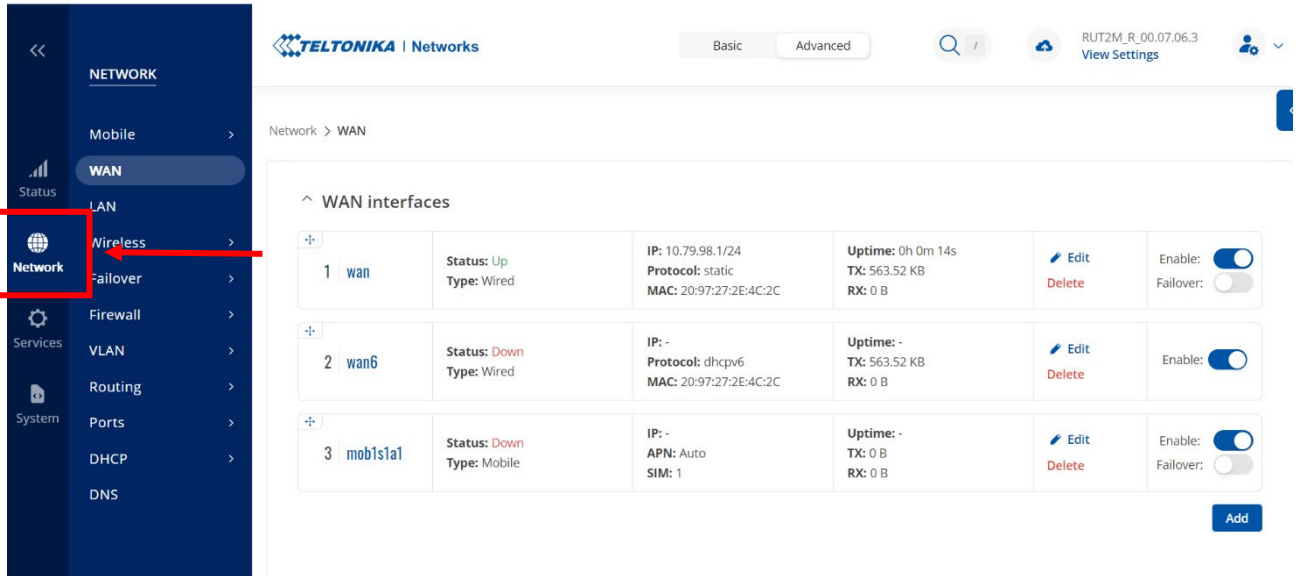 TELTONIKA | Networks
Basic
Advanced
/
RUT2M_R_00.07.06.3
View Settings
Status
Network
Services
System
NETWORK
Mobile
WAN
LAN
Wireless
Failover
Firewall
VLAN
Routing
Ports
DHCP
DNS
Network > WAN
WAN interfaces
1 wan
Status: Up
Type: Wired
IP: 10.79.98.1/24
Protocol: static
MAC: 20:97:27:2E:4C:2C
Uptime: 0h 0m 14s
TX: 563.52 KB
RX: 0 B
Edit
Delete
Enable:
Failover:
2 wan6
Status: Down
Type: Wired
IP: -
Protocol: dhcpv6
MAC: 20:97:27:2E:4C:2C
Uptime: -
TX: 563.52 KB
RX: 0 B
Edit
Delete
Enable:
3 mob1s1a1
Status: Down
Type: Mobile
IP: -
APN: Auto
SIM: 1
Uptime: -
TX: 0 B
RX: 0 B
Edit
Delete
Enable:
Failover:
Add